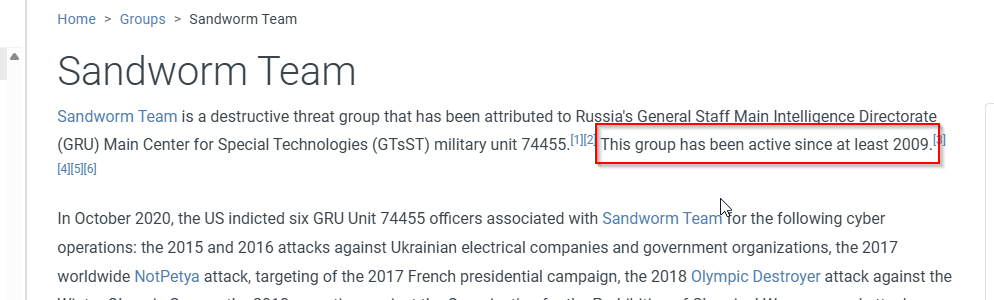 Home > Groups > Sandworm Team
Sandworm Team
Sandworm Team is a destructive threat group that has been attributed to Russia's General Staff Main Intelligence Directorate
(GRU) Main Center for Special Technologies (GTsST) military unit 74455.[1][2] This group has been active since at least 2009.[3]
[4][5][6]
In October 2020, the US indicted six GRU Unit 74455 officers associated with Sandworm Team for the following cyber
operations: the 2015 and 2016 attacks against Ukrainian electrical companies and government organizations, the 2017
worldwide NotPetya attack, targeting of the 2017 French presidential campaign, the 2018 Olympic Destroyer attack against the